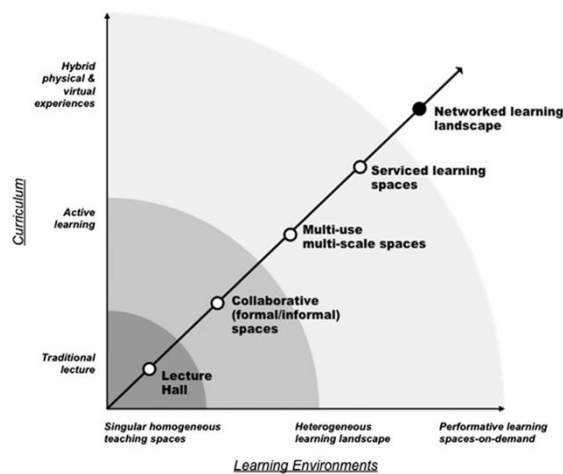 Hybrid physical &
virtual experiences
Networked learning
landscape
Serviced learning
spaces
Curriculum
Active
learning
Multi-use
multi-scale spaces
Collaborative
(formal/informal)
spaces
Traditional
lecture
Lecture
Hall
Singular homogeneous
teaching spaces
Heterogeneous
learning landscape
Performative learning
spaces-on-demand
Learning Environments